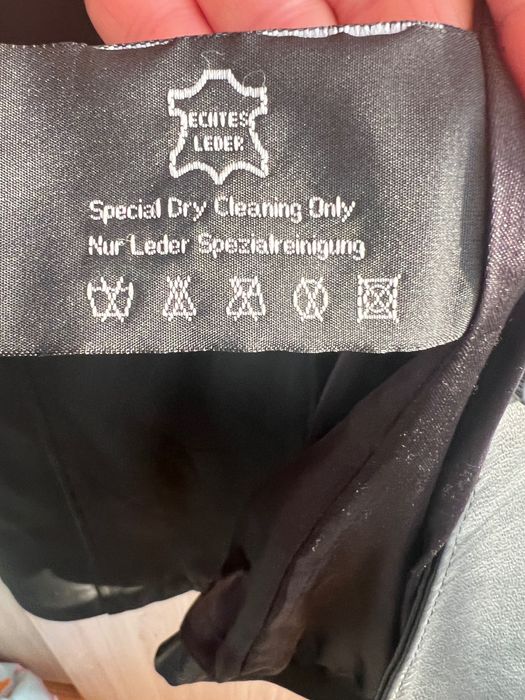 ECHTES
LEDER
Special Dry Cleaning Only
Nur Leder Spezialreinigung